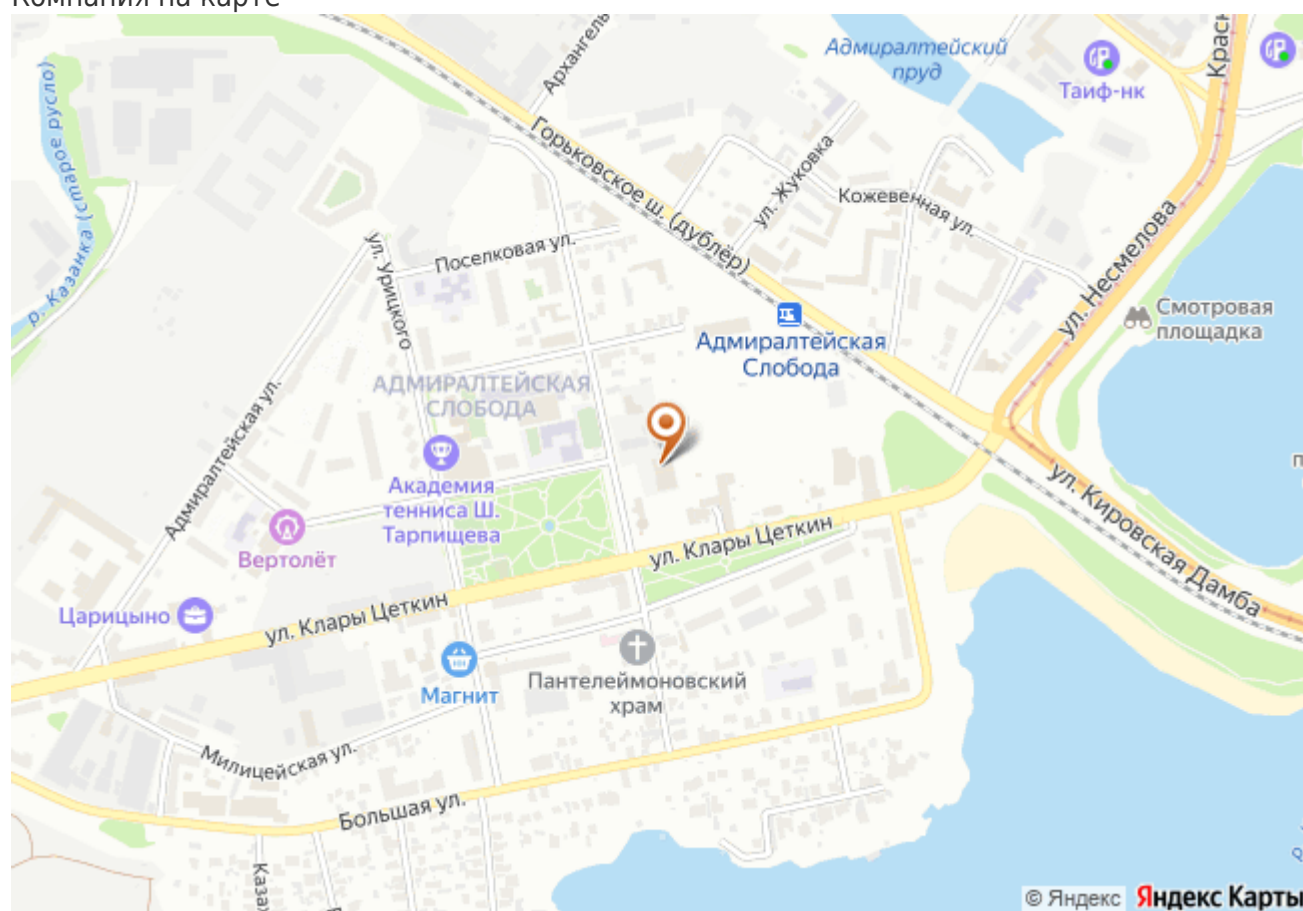 Компания на карте
Адмиралтейский
пруд
Таиф-нк
р. Казанка (старое русло)
Горьковское ш. (дублёр)
ул. Жуковка
Кожевенная ул.
ул. Урицкого
Поселковая ул.
ул. Несмелова
Смотровая
площадка
Адмиралтейская
Слобода
АДМИРАЛТЕЙСКАЯ
СЛОБОДА
Адмиралтейская ул.
Академия
тенниса Ш.
Тарпищева
Вертолёт
ул. Кировская Дамба
ул. Клары Цеткин
Царицыно
ул. Клары Цеткин
Магнит
Пантелеймоновский
храм
Милицейская ул.
Большая ул.
© Яндекс Яндекс Карты